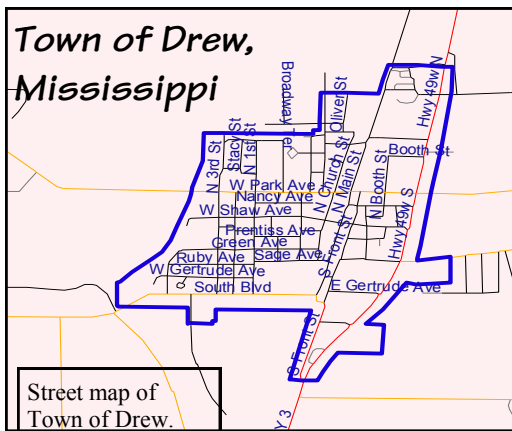 Town of Drew,
Mississippi
Broadway Ter
Olliver St
Hwy 49w N
Stacy St
N 1st St
N 3rd St
N Church St
N Main St
Booth St
N Booth St
W Park Ave
Nancy Ave
W Shaw Ave
Prentiss Ave
Green Ave
Ruby Ave
Sage Ave
S Front St
Hwy 49w S
W Gertrude Ave
South Blvd
E Gertrude Ave
S Front St
Y 3
Street map of
Town of Drew.